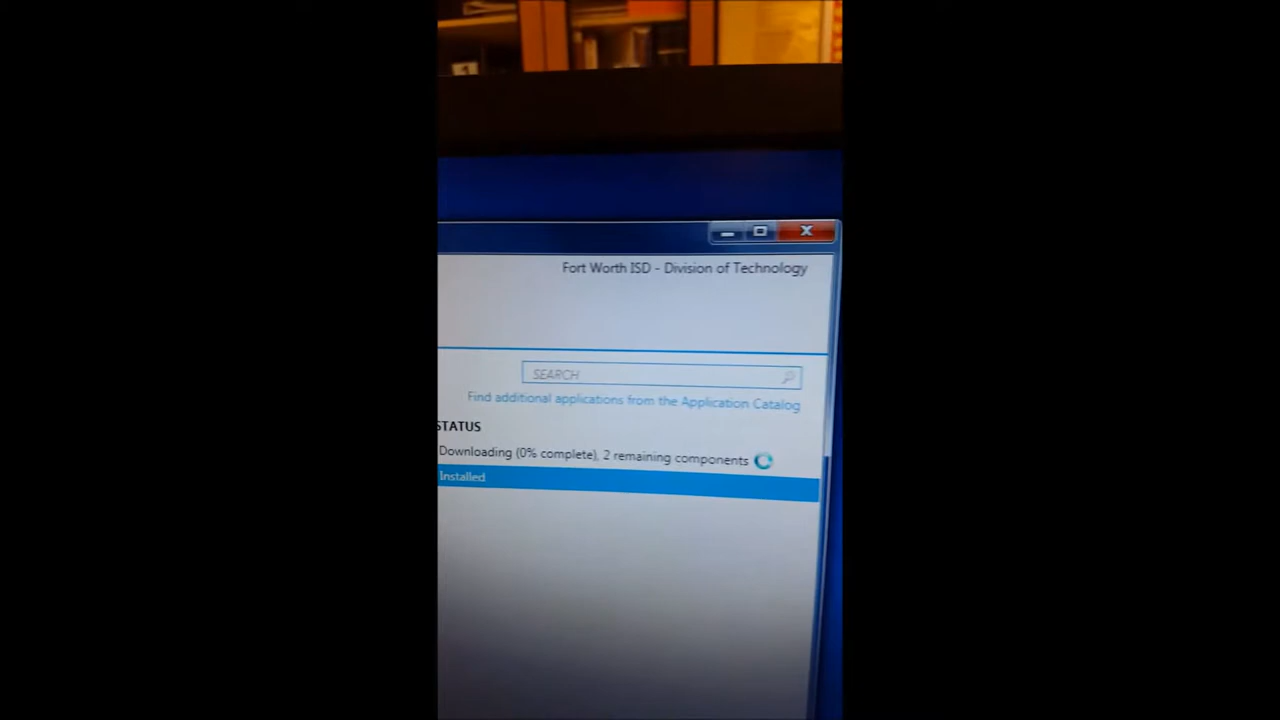 Fort Worth ISD - Division of Technology
SEARCH
Find additional applications from the Application Catalog
STATUS
Downloading (0% complete), 2 remaining components
Installed